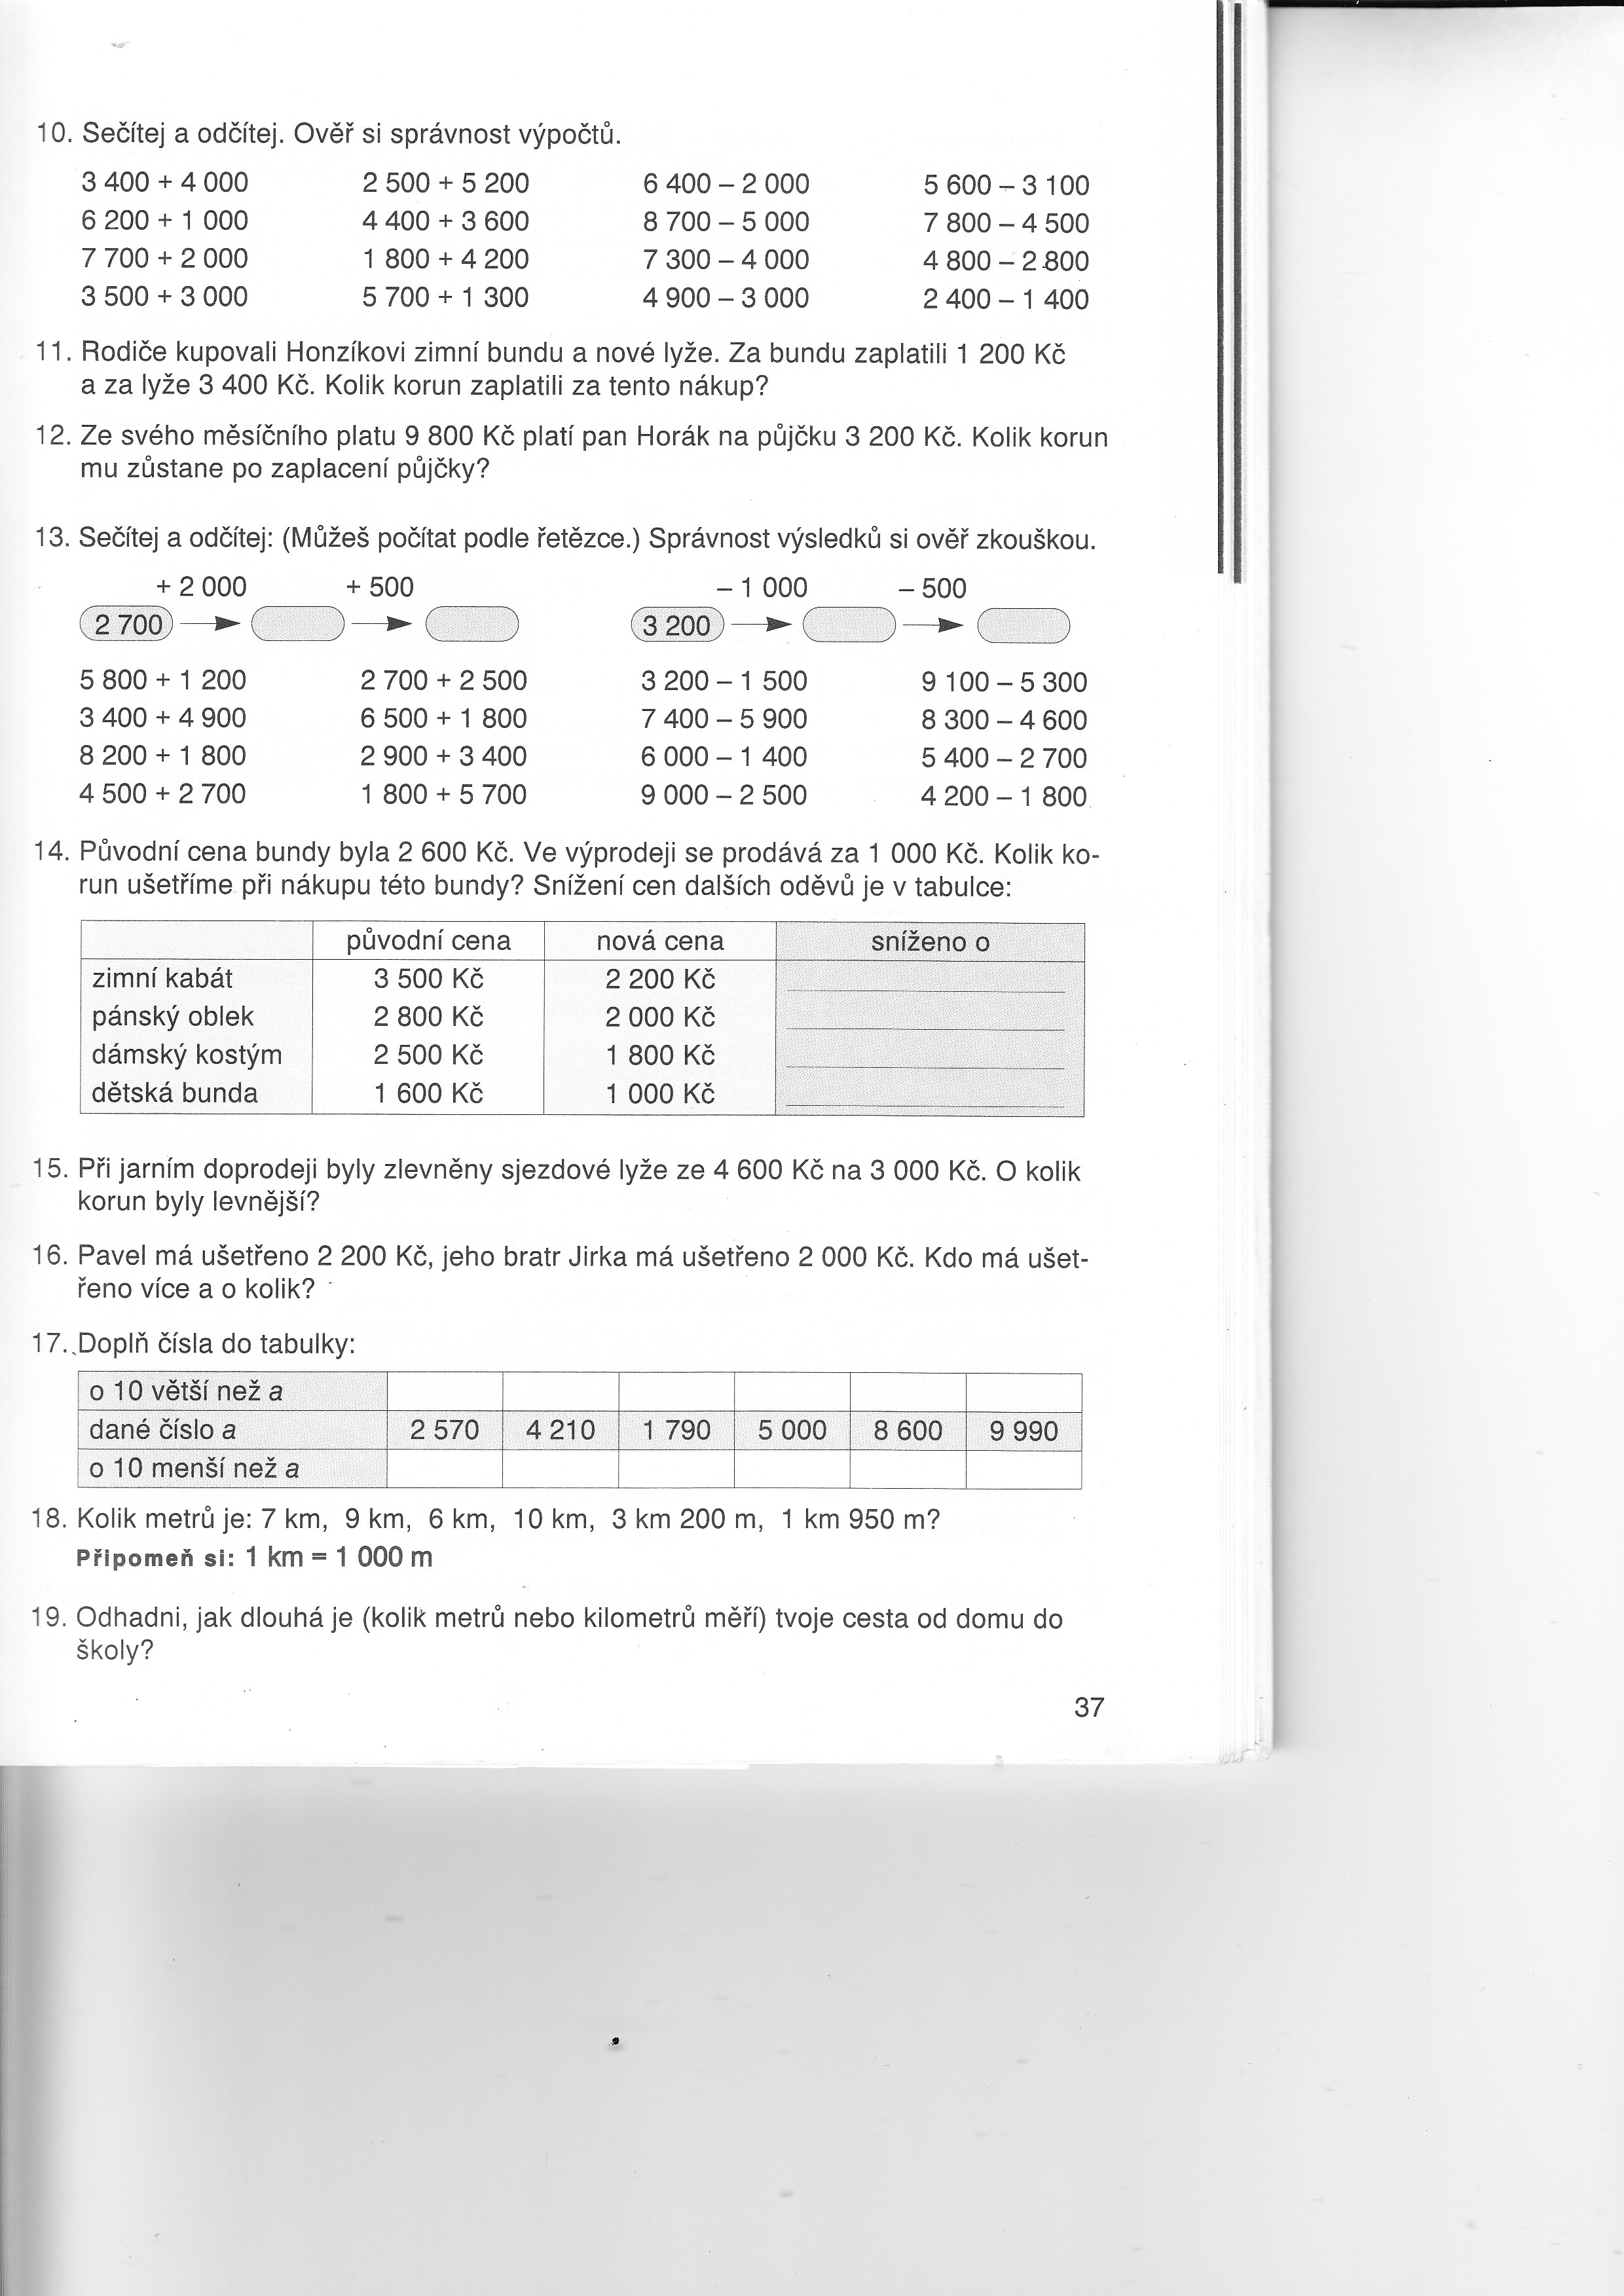 10. Sečítej a odčítej. Ověř si správnost výpočtů.
3 400 + 4 000 2 500 + 5 200 6 400 – 2 000 5 600 – 3 100
6 200 + 1 000 4 400 + 3 600 8 700 – 5 000 7 800 – 4 500
7 700 + 2 000 1 800 + 4 200 7 300 – 4 000 4 800 – 2 800
3 500 + 3 000 5 700 + 1 300 4 900 – 3 000 2 400 – 1 400
11. Rodiče kupovali Honzíkovi zimní bundu a nové lyže. Za bundu zaplatili 1 200 Kč
a za lyže 3 400 Kč. Kolik korun zaplatili za tento nákup?
12. Ze svého měsíčního platu 9 800 Kč platí pan Horák na půjčku 3 200 Kč. Kolik korun
mu zůstane po zaplacení půjčky?
13. Sečítej a odčítej: (Můžeš počítat podle řetězce.) Správnost výsledků si ověř zkouškou.
+ 2 000 + 500 – 1 000 – 500
2 700 3 200
5 800 + 1 200 2 700 + 2 500 3 200 – 1 500 9 100 – 5 300
3 400 + 4 900 6 500 + 1 800 7 400 – 5 900 8 300 – 4 600
8 200 + 1 800 2 900 + 3 400 6 000 – 1 400 5 400 – 2 700
4 500 + 2 700 1 800 + 5 700 9 000 – 2 500 4 200 – 1 800
14. Původní cena bundy byla 2 600 Kč. Ve výprodeji se prodává za 1 000 Kč. Kolik ko-
run ušetříme při nákupu této bundy? Snížení cen dalších oděvů je v tabulce:
původní cena nová cena sníženo o
zimní kabát 3 500 Kč 2 200 Kč
pánský oblek 2 800 Kč 2 000 Kč
dámský kostým 2 500 Kč 1 800 Kč
dětská bunda 1 600 Kč 1 000 Kč
15. Při jarním doprodeji byly zlevněny sjezdové lyže ze 4 600 Kč na 3 000 Kč. O kolik
korun byly levnější?
16. Pavel má ušetřeno 2 200 Kč, jeho bratr Jirka má ušetřeno 2 000 Kč. Kdo má ušet-
řeno více a o kolik?
17. Doplň čísla do tabulky:
o 10 větší než a
dané číslo a 2 570 4 210 1 790 5 000 8 600 9 990
o 10 menší než a
18. Kolik metrů je: 7 km, 9 km, 6 km, 10 km, 3 km 200 m, 1 km 950 m?
Připomeň si: 1 km = 1 000 m
19. Odhadni, jak dlouhá je (kolik metrů nebo kilometrů měří) tvoje cesta od domu do
školy?
37